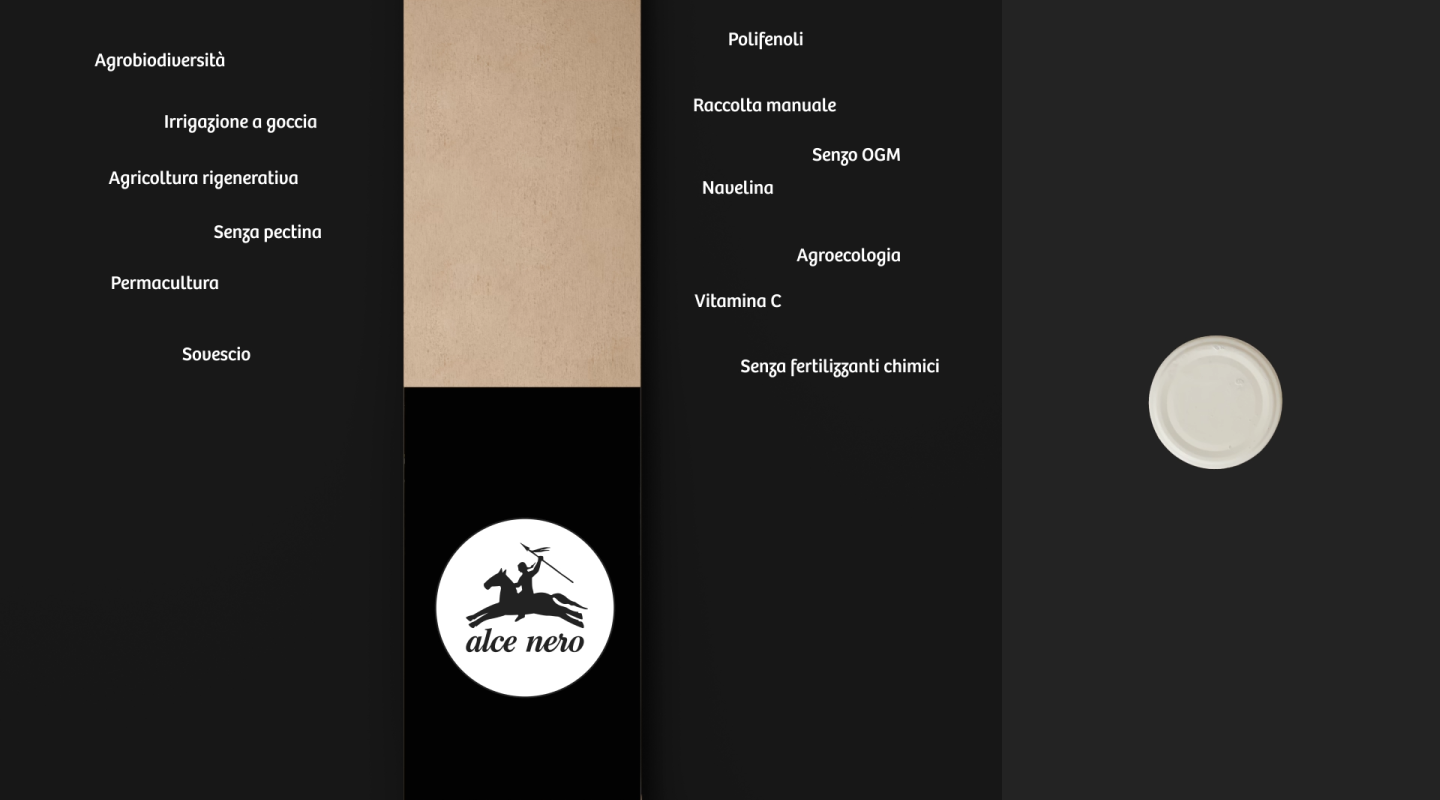 Agrobiodiversità
Irrigazione a goccia
Agricoltura rigenerativa
Senza pectina
Permacultura
Sovescio
alce nero
Polifenoli
Raccolta manuale
Senzo OGM
Navelina
Agroecologia
Vitamina C
Senza fertilizzanti chimici